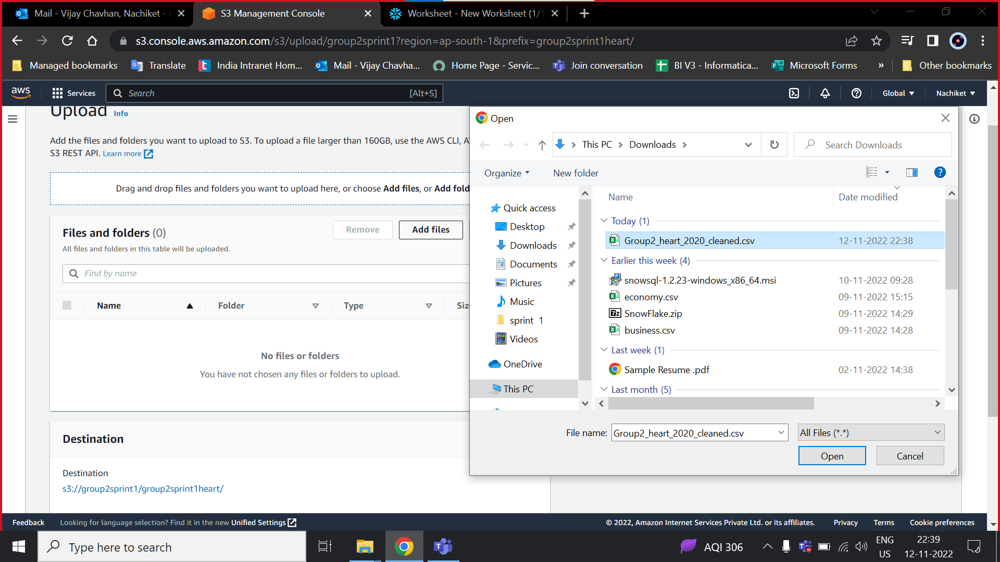 Mail - Vijay Chavhan, Nachiket -
S3 Management Console
Worksheet - New Worksheet (1/1
s3.console.aws.amazon.com/s3/upload/group2sprint1?region=ap-south-1&prefix=group2sprint1heart/
Managed bookmarks
Translate
India Intranet Hom...
Mail - Vijay Chavha...
Home Page - Servic...
Join conversation
BI V3 - Informatica...
Microsoft Forms
»
Other bookmarks
aws
Services
Search
[Alt+S]
Global
Nachiket
Upload Info
Add the files and folders you want to upload to S3. To upload a file larger than 160GB, use the AWS CLI, A
S3 REST API. Learn more
Drag and drop files and folders you want to upload here, or choose Add files, or Add fold
Files and folders (0)
Remove
Add files
All files and folders in this table will be uploaded.
Find by name
Name
Folder
Type
Siz
No files or folders
You have not chosen any files or folders to upload.
Destination
Destination
s3://group2sprint1/group2sprint1heart/
Open
This PC
Downloads
Search Downloads
Organize
New folder
Quick access
Desktop
Downloads
Documents
Pictures
Music
sprint 1
Videos
OneDrive
This PC
Name
Date modified
Today (1)
Group2_heart_2020_cleaned.csv 12-11-2022 22:38
Earlier this week (4)
snowsql-1.2.23-windows_x86_64.msi 10-11-2022 09:28
economy.csv 09-11-2022 15:15
SnowFlake.zip 09-11-2022 14:29
business.csv 09-11-2022 14:28
Last week (1)
Sample Resume .pdf 02-11-2022 14:38
Last month (5)
File name: Group2_heart_2020_cleaned.csv
All Files (*.*)
Open
Cancel
Feedback
Looking for language selection? Find it in the new Unified Settings
© 2022, Amazon Internet Services Private Ltd. or its affiliates.
Privacy
Terms
Cookie preferences
Type here to search
AQI 306
ENG
US
22:39
12-11-2022